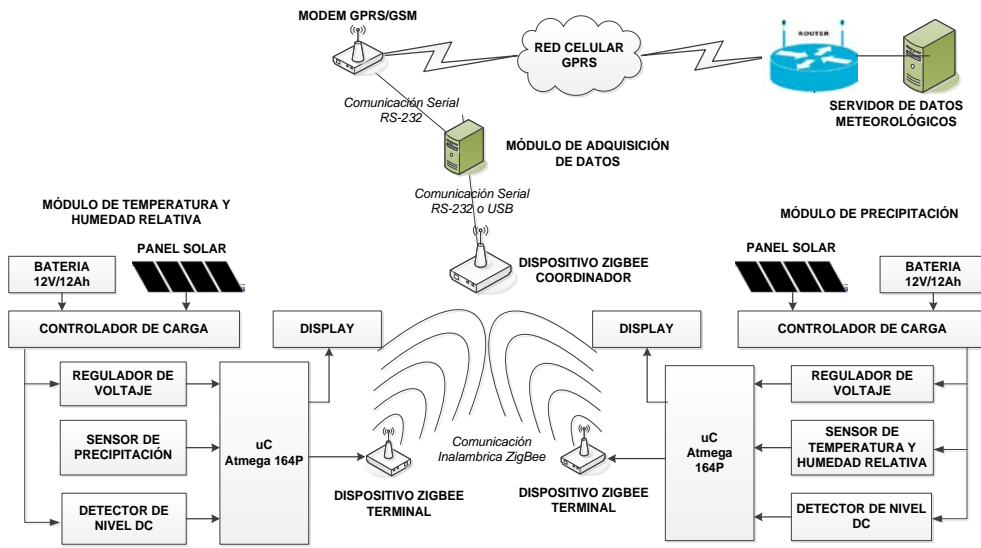 MODEM GPRS/GSM
RED CELULAR
GPRS
ROUTER
SERVIDOR DE DATOS
METEOROLÓGICOS
Comunicación Serial
RS-232
MÓDULO DE ADQUISICIÓN
DE DATOS
Comunicación Serial
RS-232 o USB
DISPOSITIVO ZIGBEE
COORDINADOR
MÓDULO DE TEMPERATURA Y
HUMEDAD RELATIVA
PANEL SOLAR
BATERIA
12V/12Ah
CONTROLADOR DE CARGA
DISPLAY
REGULADOR DE
VOLTAJE
SENSOR DE
PRECIPITACIÓN
DETECTOR DE
NIVEL DC
uC
Atmega 164P
DISPOSITIVO ZIGBEE
TERMINAL
Comunicación
Inalambrica ZigBee
MÓDULO DE PRECIPITACIÓN
PANEL SOLAR
BATERIA
12V/12Ah
DISPLAY
CONTROLADOR DE CARGA
REGULADOR DE
VOLTAJE
SENSOR DE
TEMPERATURA Y
HUMEDAD RELATIVA
DETECTOR DE NIVEL
DC
uC
Atmega
164P
DISPOSITIVO ZIGBEE
TERMINAL